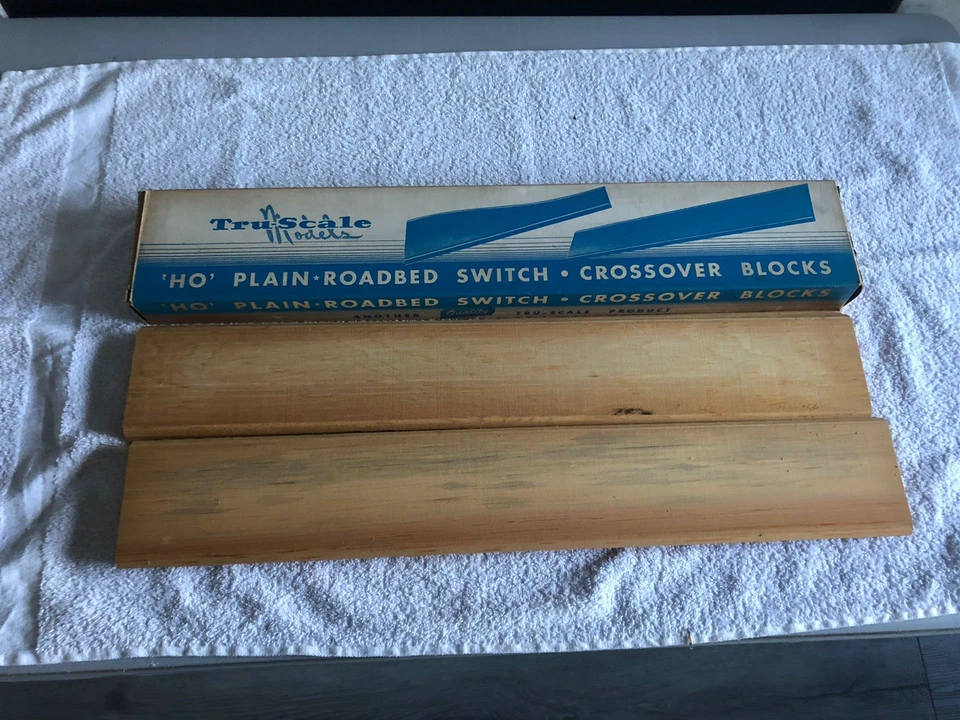 Tru-Scale
Models
'HO' PLAIN★ROADBED SWITCH • CROSSOVER BLOCKS
'HO' PLAIN★ROADBED SWITCH • CROSSOVER BLOCKS
ANOTHER Quality TRU-SCALE PRODUCT